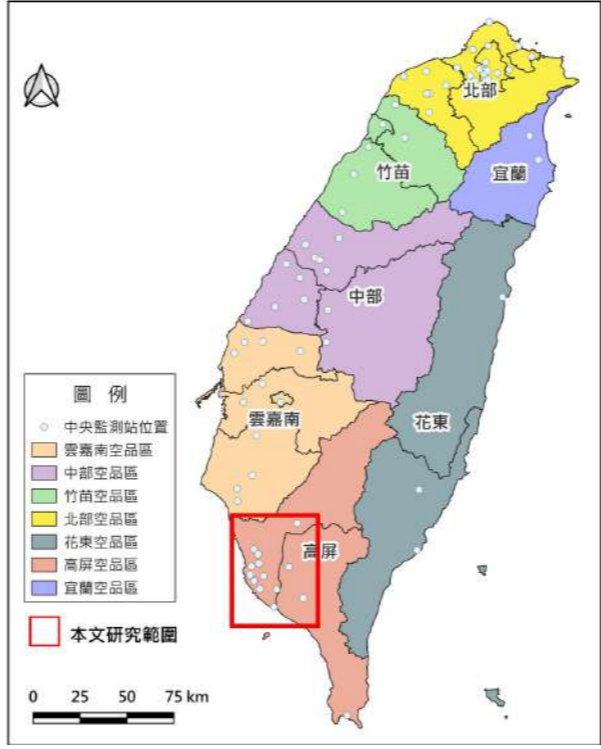 北部
竹苗
宜蘭
中部
雲嘉南
花東
高屏
圖 例
中央監測站位置
雲嘉南空品區
中部空品區
竹苗空品區
北部空品區
花東空品區
高屏空品區
宜蘭空品區
本文研究範圍
0 25 50 75 km